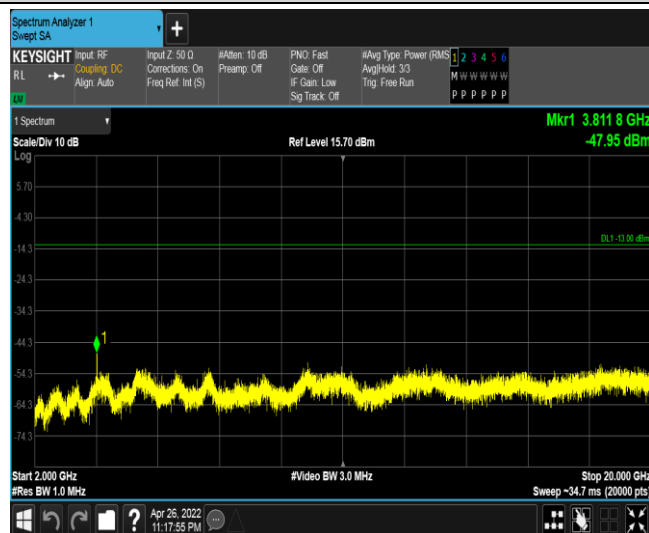 Spectrum Analyzer 1
Swept SA
+
KEYSIGHT
RL
LXI
Input: RF
Coupling: DC
Align: Auto
Input Z: 50 Ω
Corrections: On
Freq Ref: Int (S)
#Atten: 10 dB
Preamp: Off
PNO: Fast
Gate: Off
IF Gain: Low
Sig Track: Off
#Avg Type: Power (RMS
Avg|Hold: 3/3
Trig: Free Run
1 2 3 4 5 6
M W W W W W
P P P P P P
1 Spectrum
Scale/Div 10 dB
Log
Ref Level 15.70 dBm
Mkr1 3.811 8 GHz
-47.95 dBm
5.70
-4.30
DL1 -13.00 dBm
-14.3
-24.3
-34.3
-44.3
1
-54.3
-64.3
-74.3
Start 2.000 GHz
#Video BW 3.0 MHz
Stop 20.000 GHz
#Res BW 1.0 MHz
Sweep ~34.7 ms (20000 pts)
?
Apr 26, 2022
11:17:55 PM